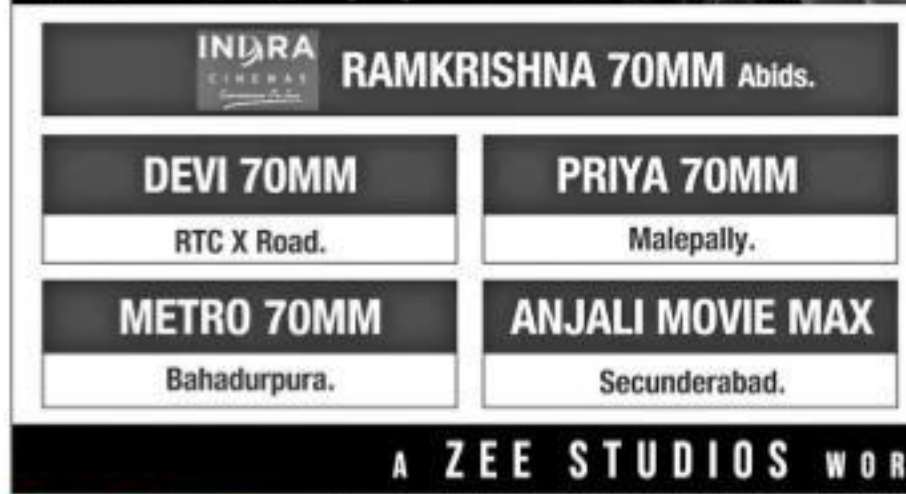 INDRA
CINEMAS
RAMKRISHNA 70MM Abids.
DEVI 70MM
RTC X Road.
PRIYA 70MM
Malepally.
METRO 70MM
Bahadurpura.
ANJALI MOVIE MAX
Secunderabad.
A ZEE STUDIOS WOR